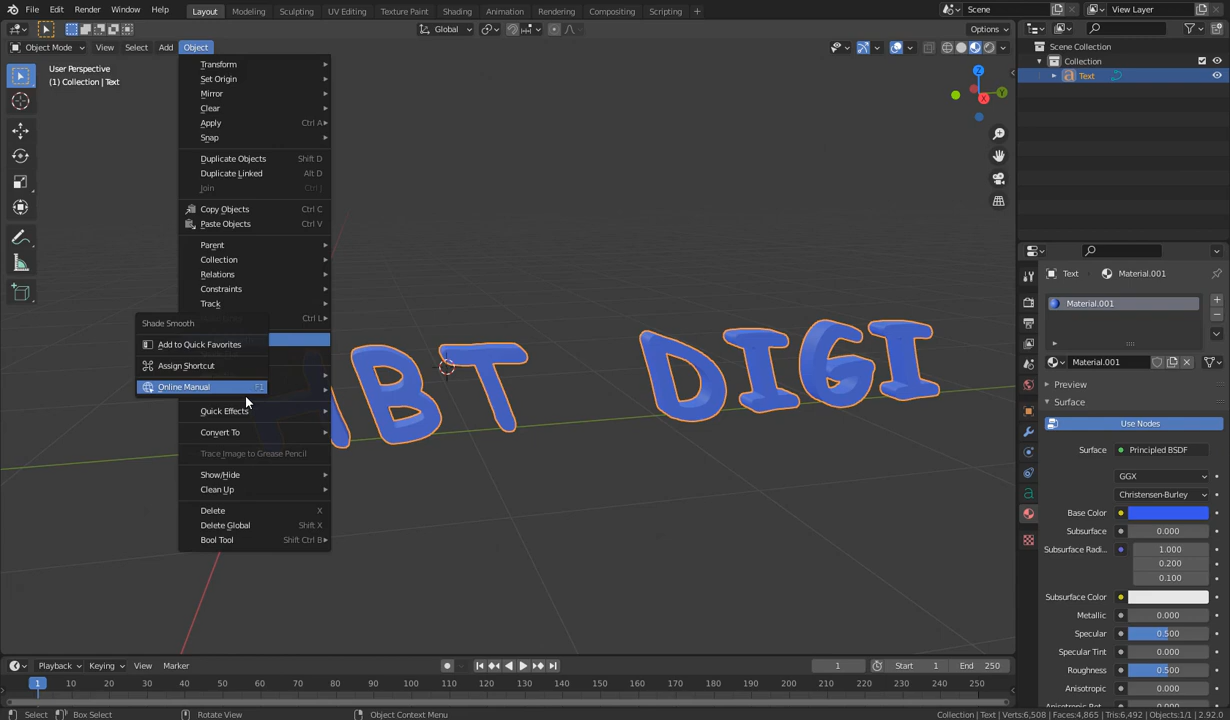 File Edit Render Window Help
Layout Modeling Sculpting UV Editing Texture Paint Shading Animation Rendering Compositing Scripting +
Scene
View Layer
Global
Options
Object Mode View Select Add Object
User Perspective
(1) Collection | Text
Transform
Set Origin
Mirror
Clear
Apply Ctrl A
Snap
Duplicate Objects Shift D
Duplicate Linked Alt D
Join Ctrl J
Copy Objects Ctrl C
Paste Objects Ctrl V
Parent
Collection
Relations
Constraints
Track
Ctrl L
Shade Smooth
Add to Quick Favorites
Assign Shortcut
Online Manual F1
Quick Effects
Convert To
Trace Image to Grease Pencil
Show/Hide
Clean Up
Delete X
Delete Global Shift X
Bool Tool Shift Ctrl B
BT DIGI
Z
Y
X
Scene Collection
Collection
Text
Text Material.001
Material.001
Material.001
Preview
Surface
Use Nodes
Surface Principled BSDF
GGX
Christensen-Burley
Base Color
Subsurface 0.000
Subsurface Radi... 1.000
0.200
0.100
Subsurface Color
Metallic 0.000
Specular 0.500
Specular Tint 0.000
Roughness 0.500
Anisotropic 0.000
Playback Keying View Marker
1
Start 1
End 250
1 10 20 30 40 50 60 70 80 90 100 110 120 130 140 150 160 170 180 190 200 210 220 230 240 250
Select Box Select Rotate View Object Context Menu
Collection | Text | Verts:6,508 | Faces:4,865 | Tris:6,492 | Objects:1/1 | 2.92.0